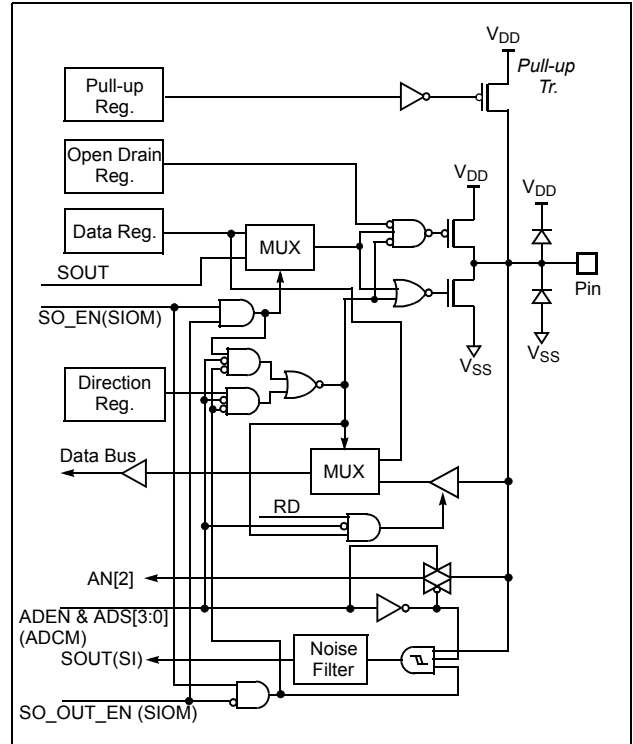 VDD
Pull-up
Tr.
Pull-up
Reg.
Open Drain
Reg.
VDD
VDD
Data Reg.
MUX
SOUT
Pin
SO_EN(SIOM)
VSS
VSS
Direction
Reg.
Data Bus
MUX
RD
AN[2]
ADEN & ADS[3:0]
(ADCM)
Noise
Filter
SOUT(SI)
SO_OUT_EN (SIOM)